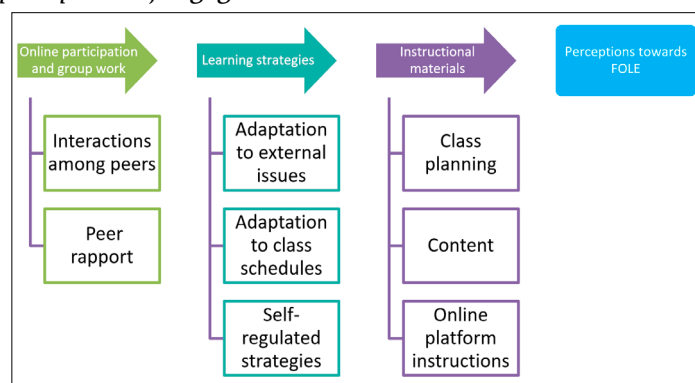 Online participation
and group work
Learning strategies
Instructional
materials
Perceptions towards
FOLE
Interactions
among peers
Peer
rapport
Adaptation
to external
issues
Adaptation
to class
schedules
Self-
regulated
strategies
Class
planning
Content
Online
platform
instructions